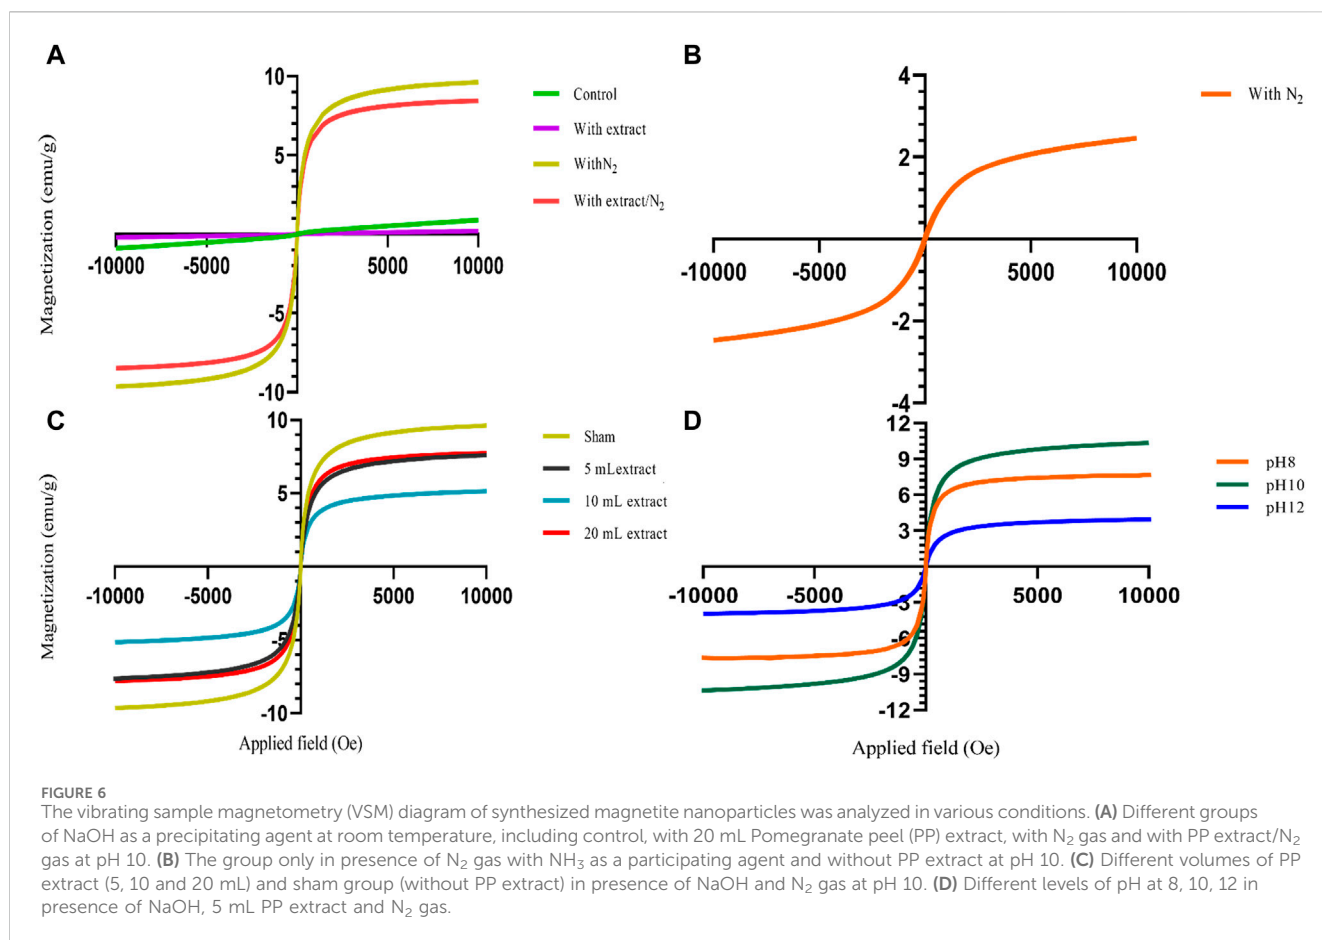 A
Magnetization (emu/g)
10
5
-10000
-5000
5000
10000
-5
-10
Control
With extract
WithN₂
With extract/N₂
B
4
2
-10000
-5000
5000
10000
-2
-4
With N₂
C
Magnetization (emu/g)
10
5
-10000
-5000
5000
10000
-5
-10
Applied field (Oe)
Sham
5 mLextract
10 mL extract
20 mL extract
D
12
9
6
3
-10000
-5000
5000
10000
-3
-6
-9
-12
Applied field (Oe)
pH8
pH10
pH12
FIGURE 6
The vibrating sample magnetometry (VSM) diagram of synthesized magnetite nanoparticles was analyzed in various conditions. (A) Different groups
of NaOH as a precipitating agent at room temperature, including control, with 20 mL Pomegranate peel (PP) extract, with N₂ gas and with PP extract/N₂
gas at pH 10. (B) The group only in presence of N₂ gas with NH₃ as a participating agent and without PP extract at pH 10. (C) Different volumes of PP
extract (5, 10 and 20 mL) and sham group (without PP extract) in presence of NaOH and N₂ gas at pH 10. (D) Different levels of pH at 8, 10, 12 in
presence of NaOH, 5 mL PP extract and N₂ gas.